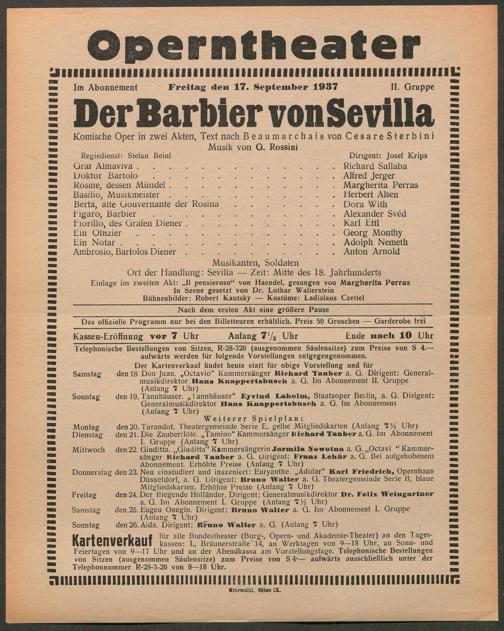 Operntheater
Im Abonnement Freitag den 17. September 1937 II. Gruppe
Der Barbier von Sevilla
Komische Oper in zwei Akten, Text nach Beaumarchais von Cesare Sterbini
Musik von G. Rossini
Regiedienst: Stefan Beinl Dirigent: Josef Krips
Graf Almaviva . . . . . . . . Richard Sallaba
Doktor Bartolo . . . . . . . . Alfred Jerger
Rosine, dessen Mündel . . . . . . . . Margherita Perras
Basilio, Musikmeister . . . . . . . . Herbert Alsen
Berta, alte Gouvernante der Rosina . . . . . . Dora With
Figaro, Barbier . . . . . . . . Alexander Svéd
Fiorillo, des Grafen Diener . . . . . . . Karl Ettl
Ein Offizier . . . . . . . . Georg Monthy
Ein Notar . . . . . . . . Adolph Nemeth
Ambrosio, Bartolos Diener . . . . . . . Anton Arnold
Musikanten, Soldaten
Ort der Handlung: Sevilla — Zeit: Mitte des 18. Jahrhunderts
Einlage im zweiten Akt: „Il pensieroso" von Haendel, gesungen von Margherita Perras
In Szene gesetzt von Dr. Lothar Wallerstein
Bühnenbilder: Robert Kautsky — Kostüme: Ladislaus Czettel
Nach dem ersten Akt eine größere Pause
Das offizielle Programm nur bei den Billetteuren erhältlich. Preis 50 Groschen — Garderobe frei
Kassen-Eröffnung vor 7 Uhr Anfang 7½ Uhr Ende nach 10 Uhr
Telephonische Bestellungen von Sitzen, R-28-320 (ausgenommen Säulensitze) zum Preise von S 4.—
aufwärts werden für folgende Vorstellungen entgegengenommen.
Der Kartenverkauf findet heute statt für obige Vorstellung und für
Samstag den 18 Don Juan. „Octavio" Kammersänger Richard Tauber a. G. Dirigent: General-
musikdirektor Hans Knappertsbusch a. G. Im Abonnement II. Gruppe
(Anfang 7 Uhr)
Sonntag den 19. Tannhäuser. „Tannhäuser" Eyvind Laholm, Staatsoper Berlin, a. G. Dirigent:
Generalmusikdirektor Hans Knappertsbusch a. G. Im Abonnement
(Anfang 7 Uhr)
Weiterer Spielplan:
Montag den 20. Turandot. Theatergemeinde Serie E, gelbe Mitgliedskarten (Anfang 7½ Uhr)
Dienstag den 21. Die Zauberflöte. „Tamino" Kammersänger Richard Tauber a. G. Im Abonnement
I. Gruppe (Anfang 7 Uhr)
Mittwoch den 22. Giuditta. „Giuditta" Kammersängerin Jarmila Novotna a. G. „Octavio" Kammer-
sänger Richard Tauber a. G. Dirigent: Franz Lehár a. G. Bei aufgehobenem
Abonnement. Erhöhte Preise (Anfang 7 Uhr)
Donnerstag den 23. Neu einstudiert und inszeniert: Euryanthe. „Adolar" Karl Friedrich, Opernhaus
Düsseldorf, a. G. Dirigent: Bruno Walter a. G. Theatergemeinde Serie B, blaue
Mitgliedskarten. Erhöhte Preise (Anfang 7 Uhr)
Freitag den 24. Der fliegende Holländer. Dirigent: Generalmusikdirektor Dr. Felix Weingartner
a. G. Im Abonnement I. Gruppe (Anfang 7½ Uhr)
Samstag den 25. Eugen Onegin. Dirigent: Bruno Walter a. G. Im Abonnement I. Gruppe
(Anfang 7 Uhr)
Sonntag den 26. Aida. Dirigent: Bruno Walter a. G. (Anfang 7 Uhr)
Kartenverkauf für alle Bundestheater (Burg-, Opern- und Akademie-Theater) an den Tages-
kassen: I., Bräunerstraße 14, an Werktagen von 9—18 Uhr, an Sonn- und
Feiertagen von 9—17 Uhr und an der Abendkassa am Vorstellungstage. Telephonische Bestellungen
von Sitzen (ausgenommen Säulensitze) zum Preise von S 4.— aufwärts ausschließlich unter der
Telephonnummer R-28-3-20 von 8—18 Uhr.
Elbemühl, Wien IX.